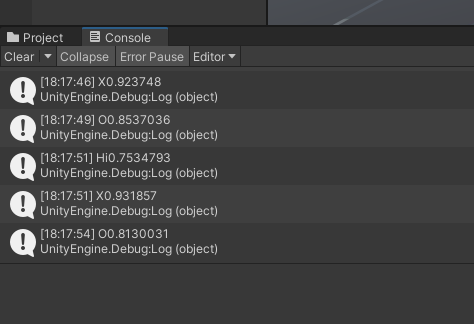 Project Console
Clear Collapse Error Pause Editor
[18:17:46] X0.923748
UnityEngine.Debug:Log (object)
[18:17:49] O0.8537036
UnityEngine.Debug:Log (object)
[18:17:51] Hi0.7534793
UnityEngine.Debug:Log (object)
[18:17:51] X0.931857
UnityEngine.Debug:Log (object)
[18:17:54] O0.8130031
UnityEngine.Debug:Log (object)